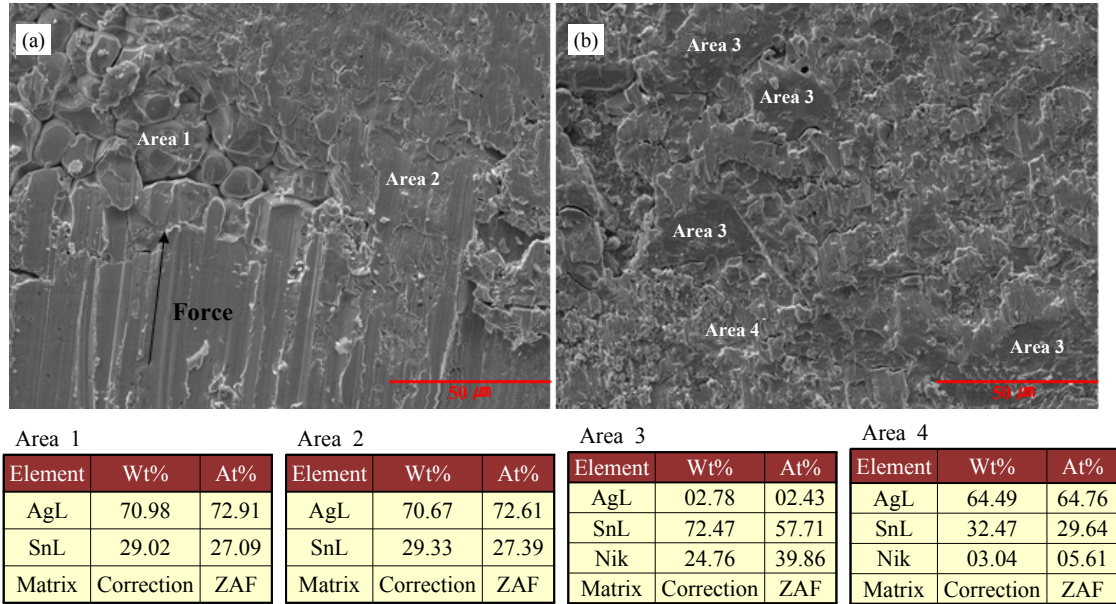 (a)
Area 1
Area 2
Force
50 ㎛
(b)
Area 3
Area 3
Area 3
Area 4
Area 3
50 ㎛
Area 1
Element Wt% At%
AgL 70.98 72.91
SnL 29.02 27.09
Matrix Correction ZAF
Area 2
Element Wt% At%
AgL 70.67 72.61
SnL 29.33 27.39
Matrix Correction ZAF
Area 3
Element Wt% At%
AgL 02.78 02.43
SnL 72.47 57.71
Nik 24.76 39.86
Matrix Correction ZAF
Area 4
Element Wt% At%
AgL 64.49 64.76
SnL 32.47 29.64
Nik 03.04 05.61
Matrix Correction ZAF